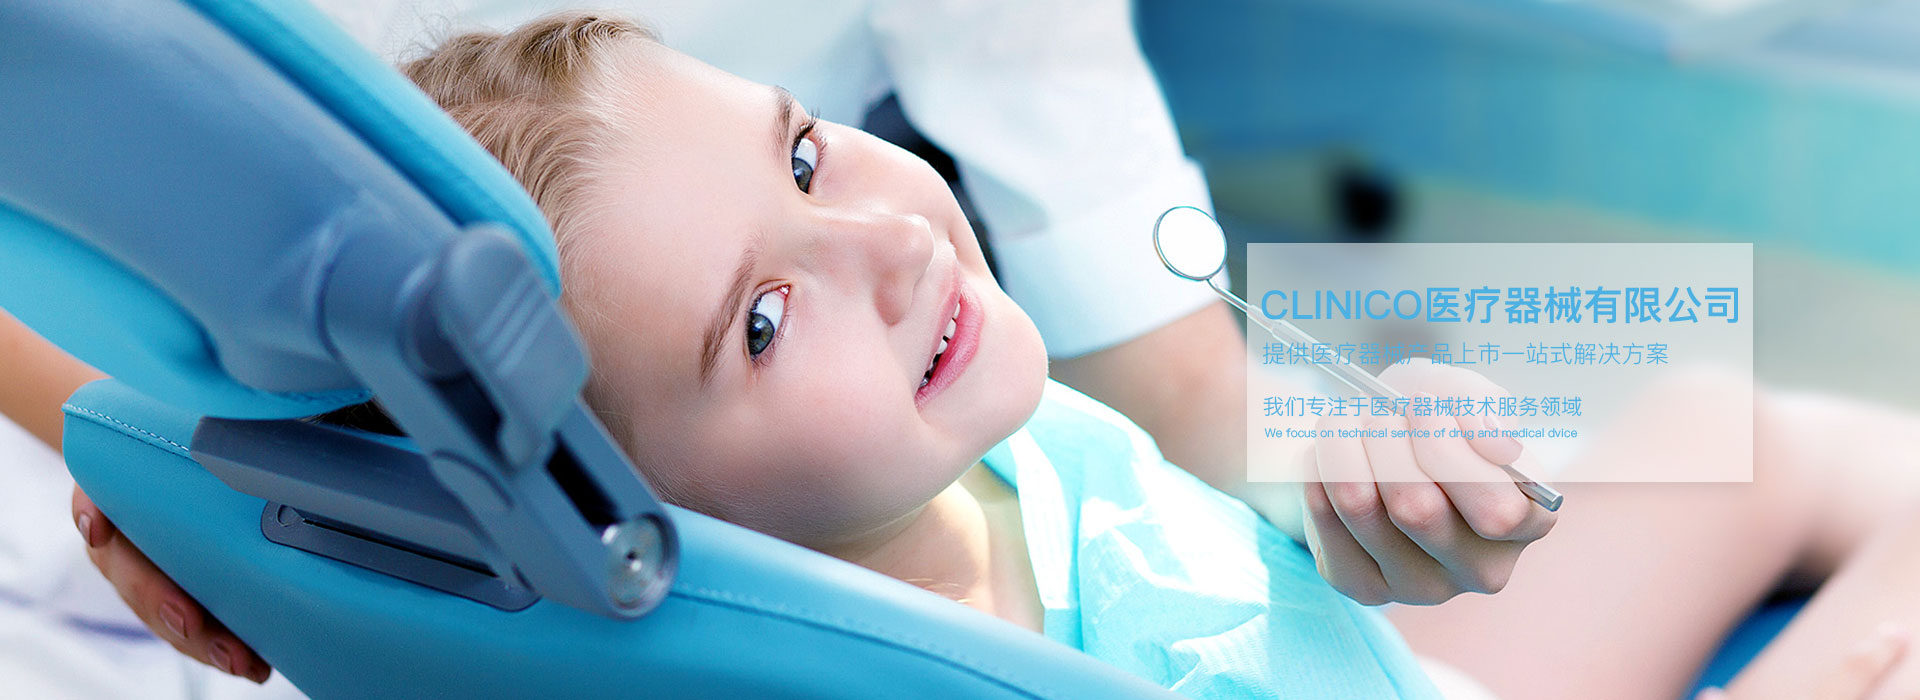 CLINICO医疗器械有限公司
提供医疗器械产品上市一站式解决方案
我们专注于医疗器械技术服务领域
We focus on technical service of drug and medical dvice